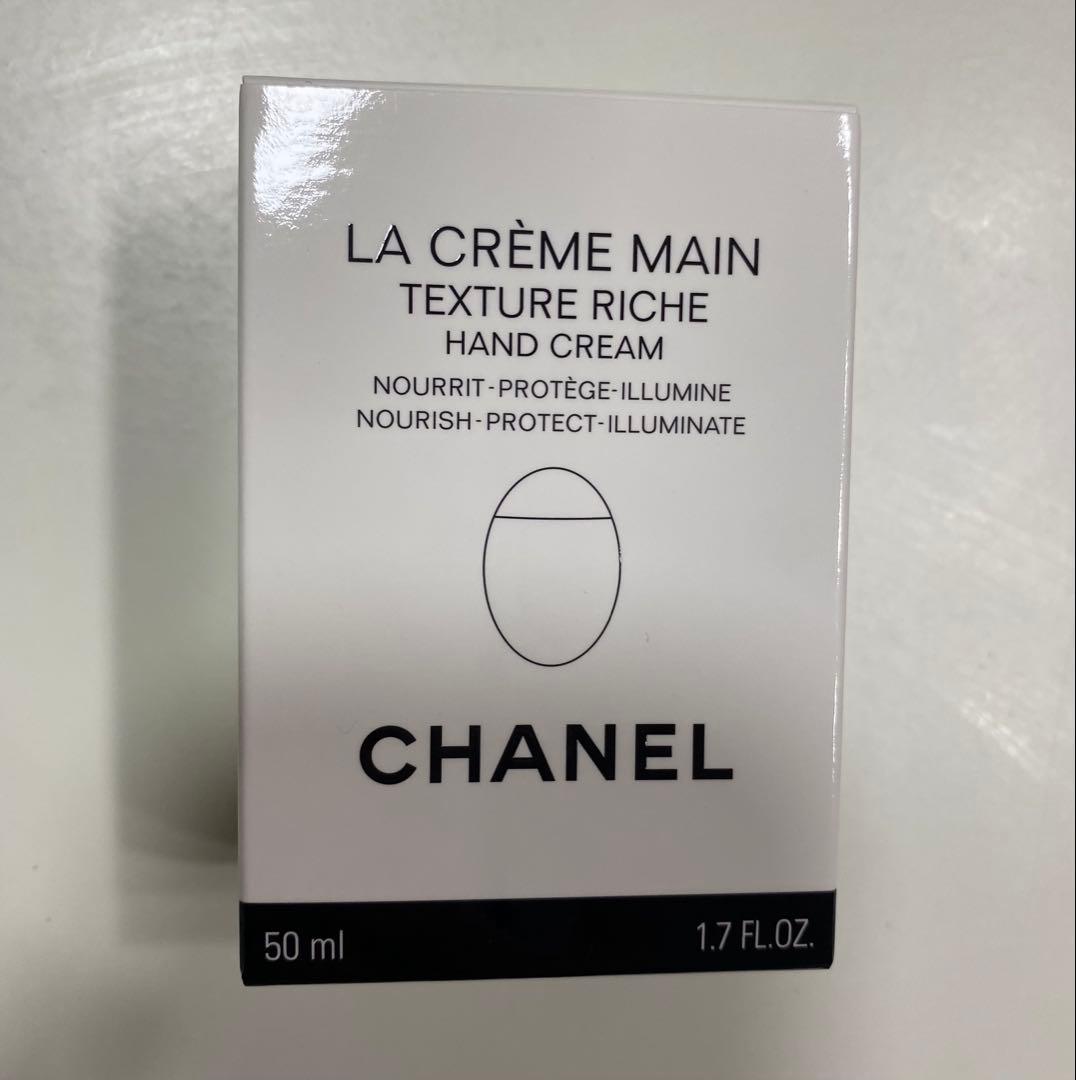 LA CRÈME MAIN
TEXTURE RICHE
HAND CREAM
NOURRIT-PROTÈGE-ILLUMINE
NOURISH-PROTECT-ILLUMINATE
CHANEL
50 ml 1.7 FL.OZ.